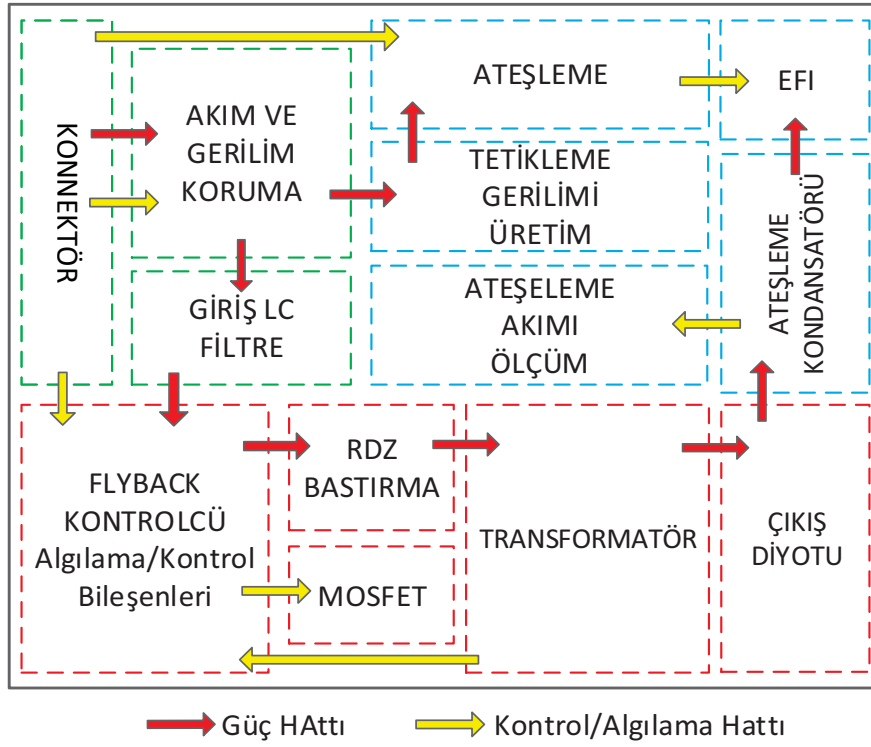 KONNEKTÖR
AKIM VE
GERİLİM
KORUMA
GİRİŞ LC
FİLTRE
ATEŞLEME
EFI
TETİKLEME
GERİLİMİ
ÜRETİM
ATEŞELEME
AKIMI
ÖLÇÜM
ATEŞLEME
KONDANSATÖRÜ
FLYBACK
KONTROLCÜ
Algılama/Kontrol
Bileşenleri
RDZ
BASTIRMA
MOSFET
TRANSFORMATÖR
ÇIKIŞ
DİYOTU
Güç HAttı
Kontrol/Algılama Hattı